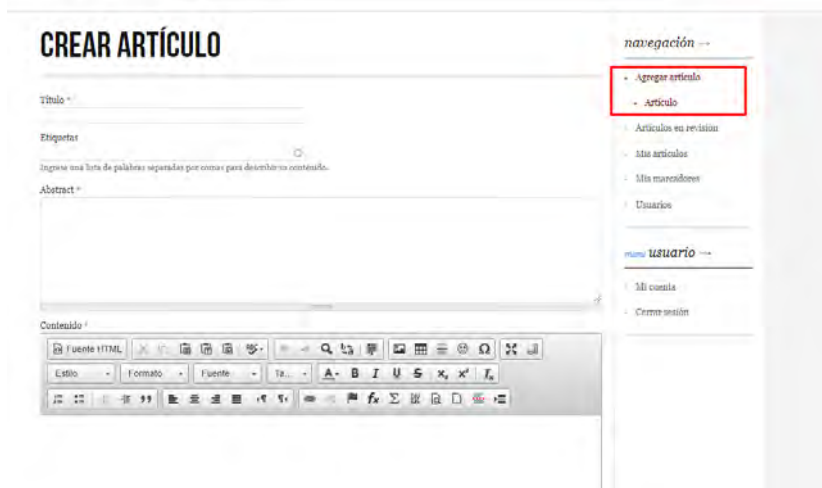 CREAR ARTÍCULO
Título *
Etiquetas
Ingrese una lista de palabras separadas por comas para describir su contenido.
Abstract *
Contenido *
Fuente HTML
Estilo Formato Fuente Ta...
navegación →
Agregar artículo
Artículo
Artículos en revisión
Mis artículos
Mis marcadores
Usuarios
menu usuario →
Mi cuenta
Cerrar sesión